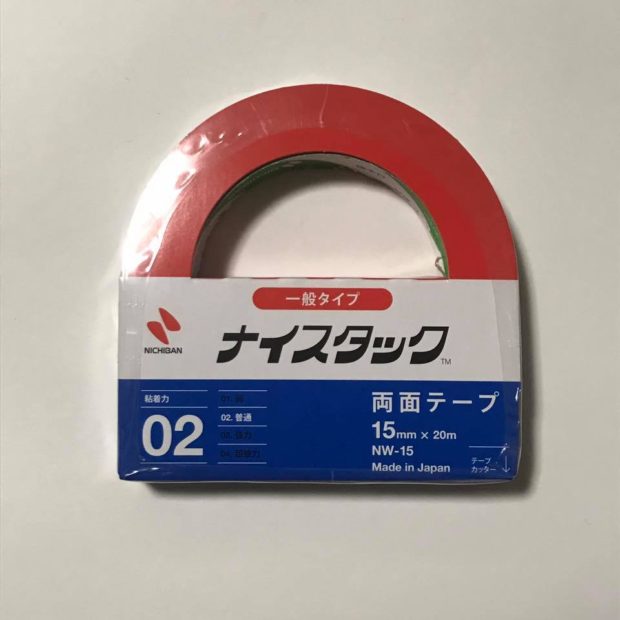 一般タイプ
NICHIGAN
ナイスタック™
粘着力
02
01. 弱
02. 普通
03. 強力
04. 超強力
両面テープ
15mm × 20m
NW-15
Made in Japan
テープ
カッター